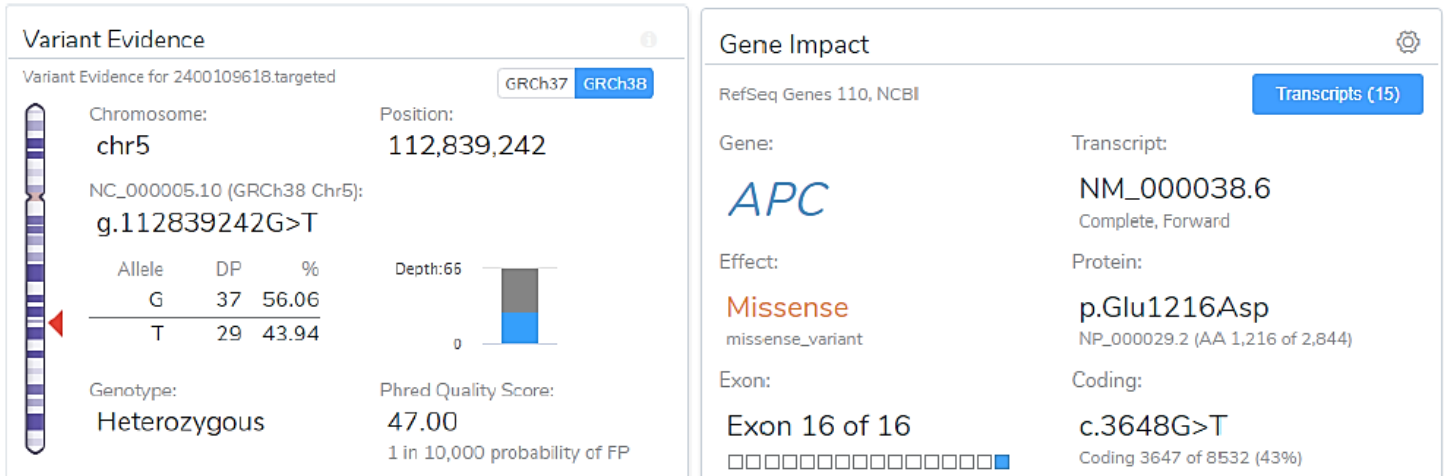 Variant Evidence
Variant Evidence for 2400109618.targeted
GRCh37 GRCh38
Chromosome:
chr5
Position:
112,839,242
NC_000005.10 (GRCh38 Chr5):
g.112839242G>T
Allele DP %
G 37 56.06
T 29 43.94
Depth:66
0
Genotype:
Heterozygous
Phred Quality Score:
47.00
1 in 10,000 probability of FP
Gene Impact
RefSeq Genes 110, NCBI
Transcripts (15)
Gene:
APC
Transcript:
NM_000038.6
Complete, Forward
Effect:
Missense
missense_variant
Protein:
p.Glu1216Asp
NP_000029.2 (AA 1,216 of 2,844)
Exon:
Exon 16 of 16
Coding:
c.3648G>T
Coding 3647 of 8532 (43%)